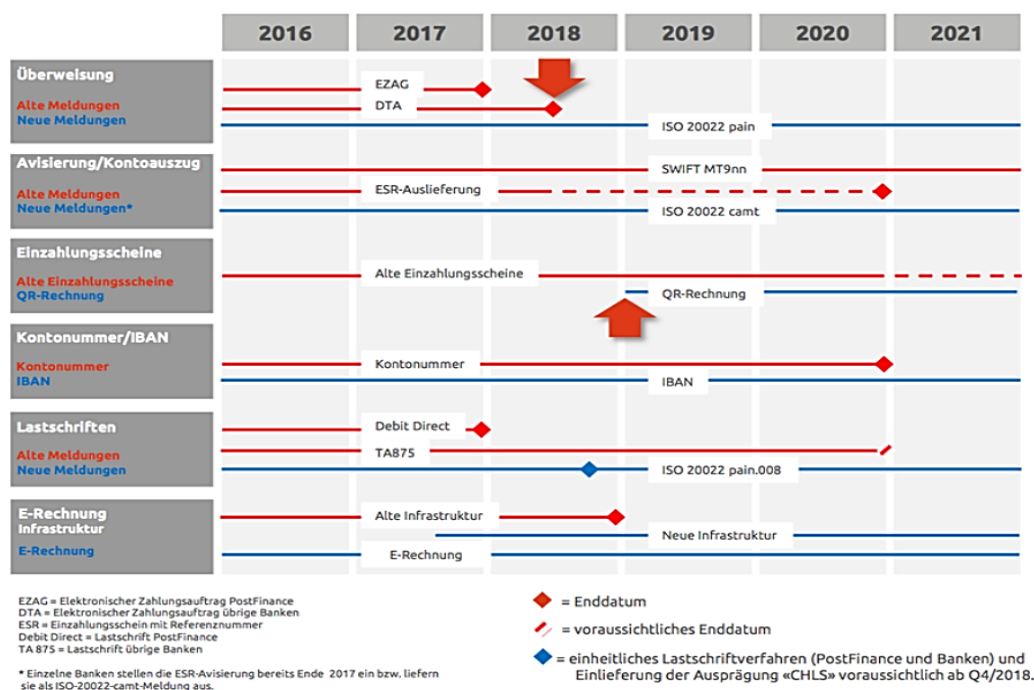 2016 2017 2018 2019 2020 2021
Überweisung
EZAG
Alte Meldungen
DTA
Neue Meldungen
ISO 20022 pain
Avisierung/Kontoauszug
SWIFT MT9nn
Alte Meldungen
ESR-Auslieferung
Neue Meldungen*
ISO 20022 camt
Einzahlungsscheine
Alte Einzahlungsscheine
Alte Einzahlungsscheine
QR-Rechnung
QR-Rechnung
Kontonummer/IBAN
Kontonummer
Kontonummer
IBAN
IBAN
Lastschriften
Debit Direct
Alte Meldungen
TA875
Neue Meldungen
ISO 20022 pain.008
E-Rechnung
Infrastruktur
Alte Infrastruktur
Neue Infrastruktur
E-Rechnung
E-Rechnung
EZAG = Elektronischer Zahlungsauftrag PostFinance
DTA = Elektronischer Zahlungsauftrag übrige Banken
ESR = Einzahlungsschein mit Referenznummer
Debit Direct = Lastschrift PostFinance
TA 875 = Lastschrift übrige Banken
* Einzelne Banken stellen die ESR-Avisierung bereits Ende 2017 ein bzw. liefern
sie als ISO-20022-camt-Meldung aus.
= Enddatum
= voraussichtliches Enddatum
= einheitliches Lastschriftverfahren (PostFinance und Banken) und
Einlieferung der Ausprägung «CHLS» voraussichtlich ab Q4/2018.